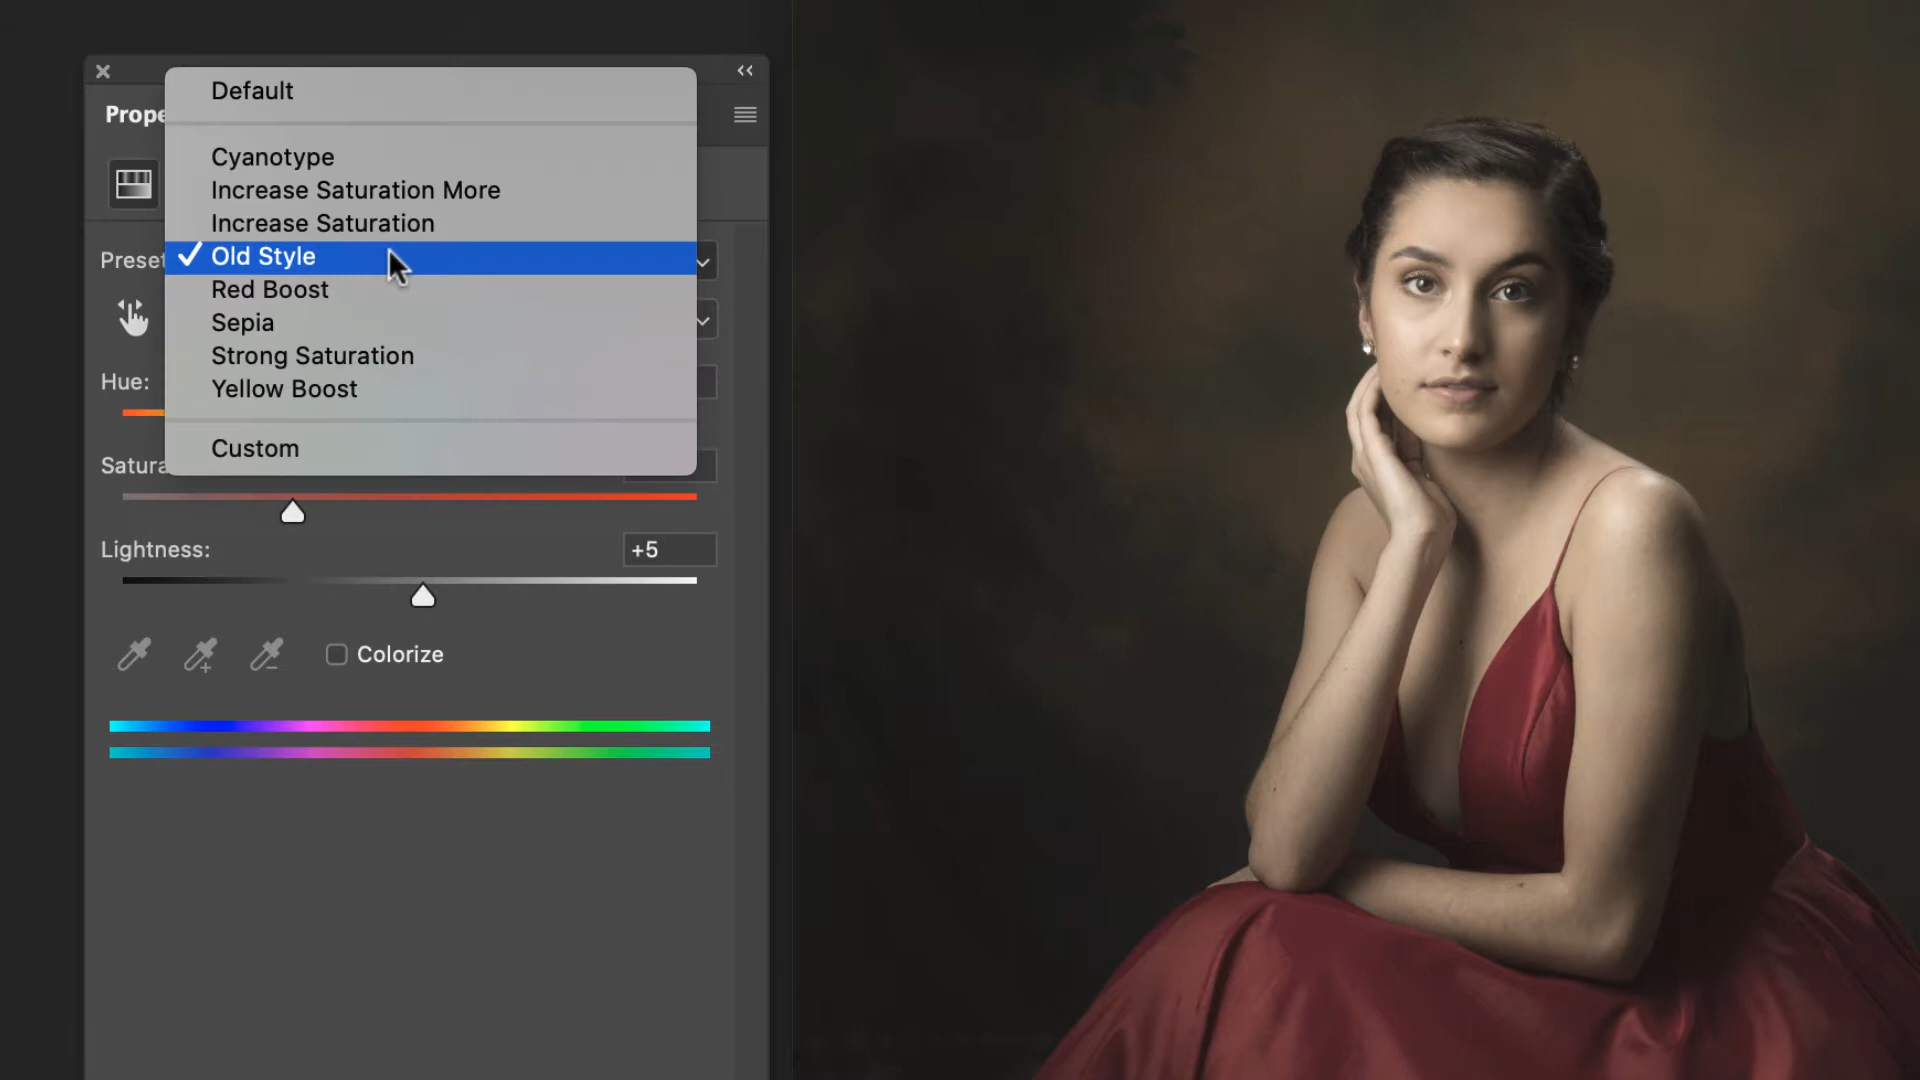 Default
Prope
Cyanotype
Increase Saturation More
Increase Saturation
Preset
Old Style
Red Boost
Sepia
Strong Saturation
Hue:
Yellow Boost
Custom
Satura
Lightness:
+5
Colorize